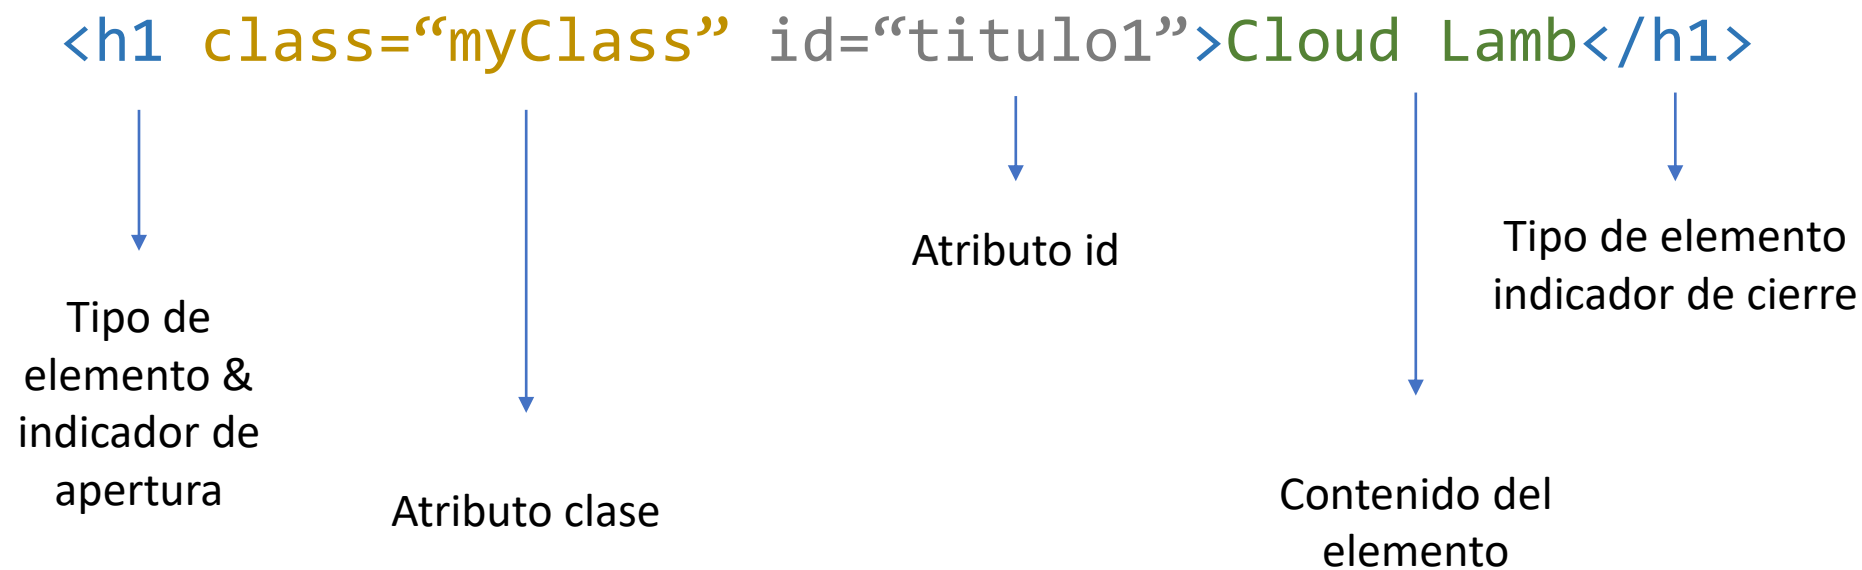 <h1 class=“myClass” id=“titulo1”>Cloud Lamb</h1>
Tipo de
elemento &
indicador de
apertura
Atributo clase
Atributo id
Contenido del
elemento
Tipo de elemento
indicador de cierre